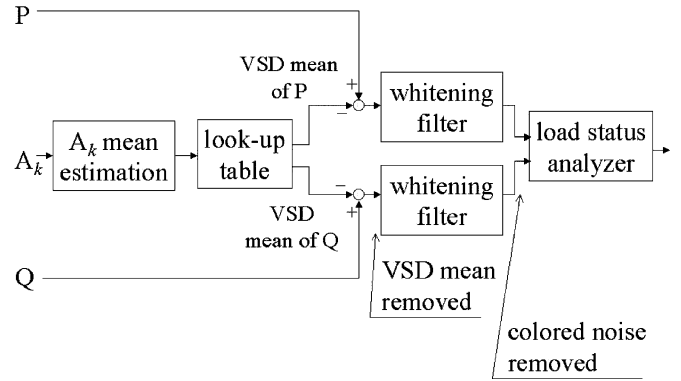 P
VSD mean
of P
+
−
whitening
filter
A_k
A_k mean
estimation
look-up
table
load status
analyzer
−
+
VSD
mean of Q
whitening
filter
Q
VSD mean
removed
colored noise
removed